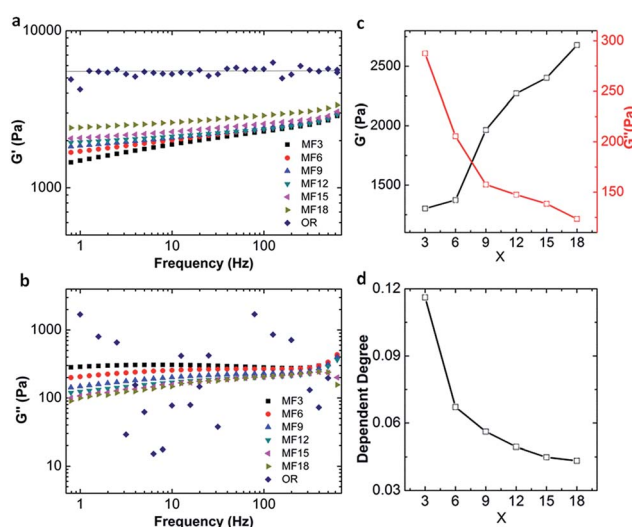 a
10000
1000
G' (Pa)
1
10
100
Frequency (Hz)
MF3
MF6
MF9
MF12
MF15
MF18
OR
b
1000
100
10
G'' (Pa)
1
10
100
Frequency (Hz)
MF3
MF6
MF9
MF12
MF15
MF18
OR
c
2500
2000
1500
G' (Pa)
300
250
200
150
G''(Pa)
3 6 9 12 15 18
X
d
0.12
0.09
0.06
0.03
Dependent Degree
3 6 9 12 15 18
X